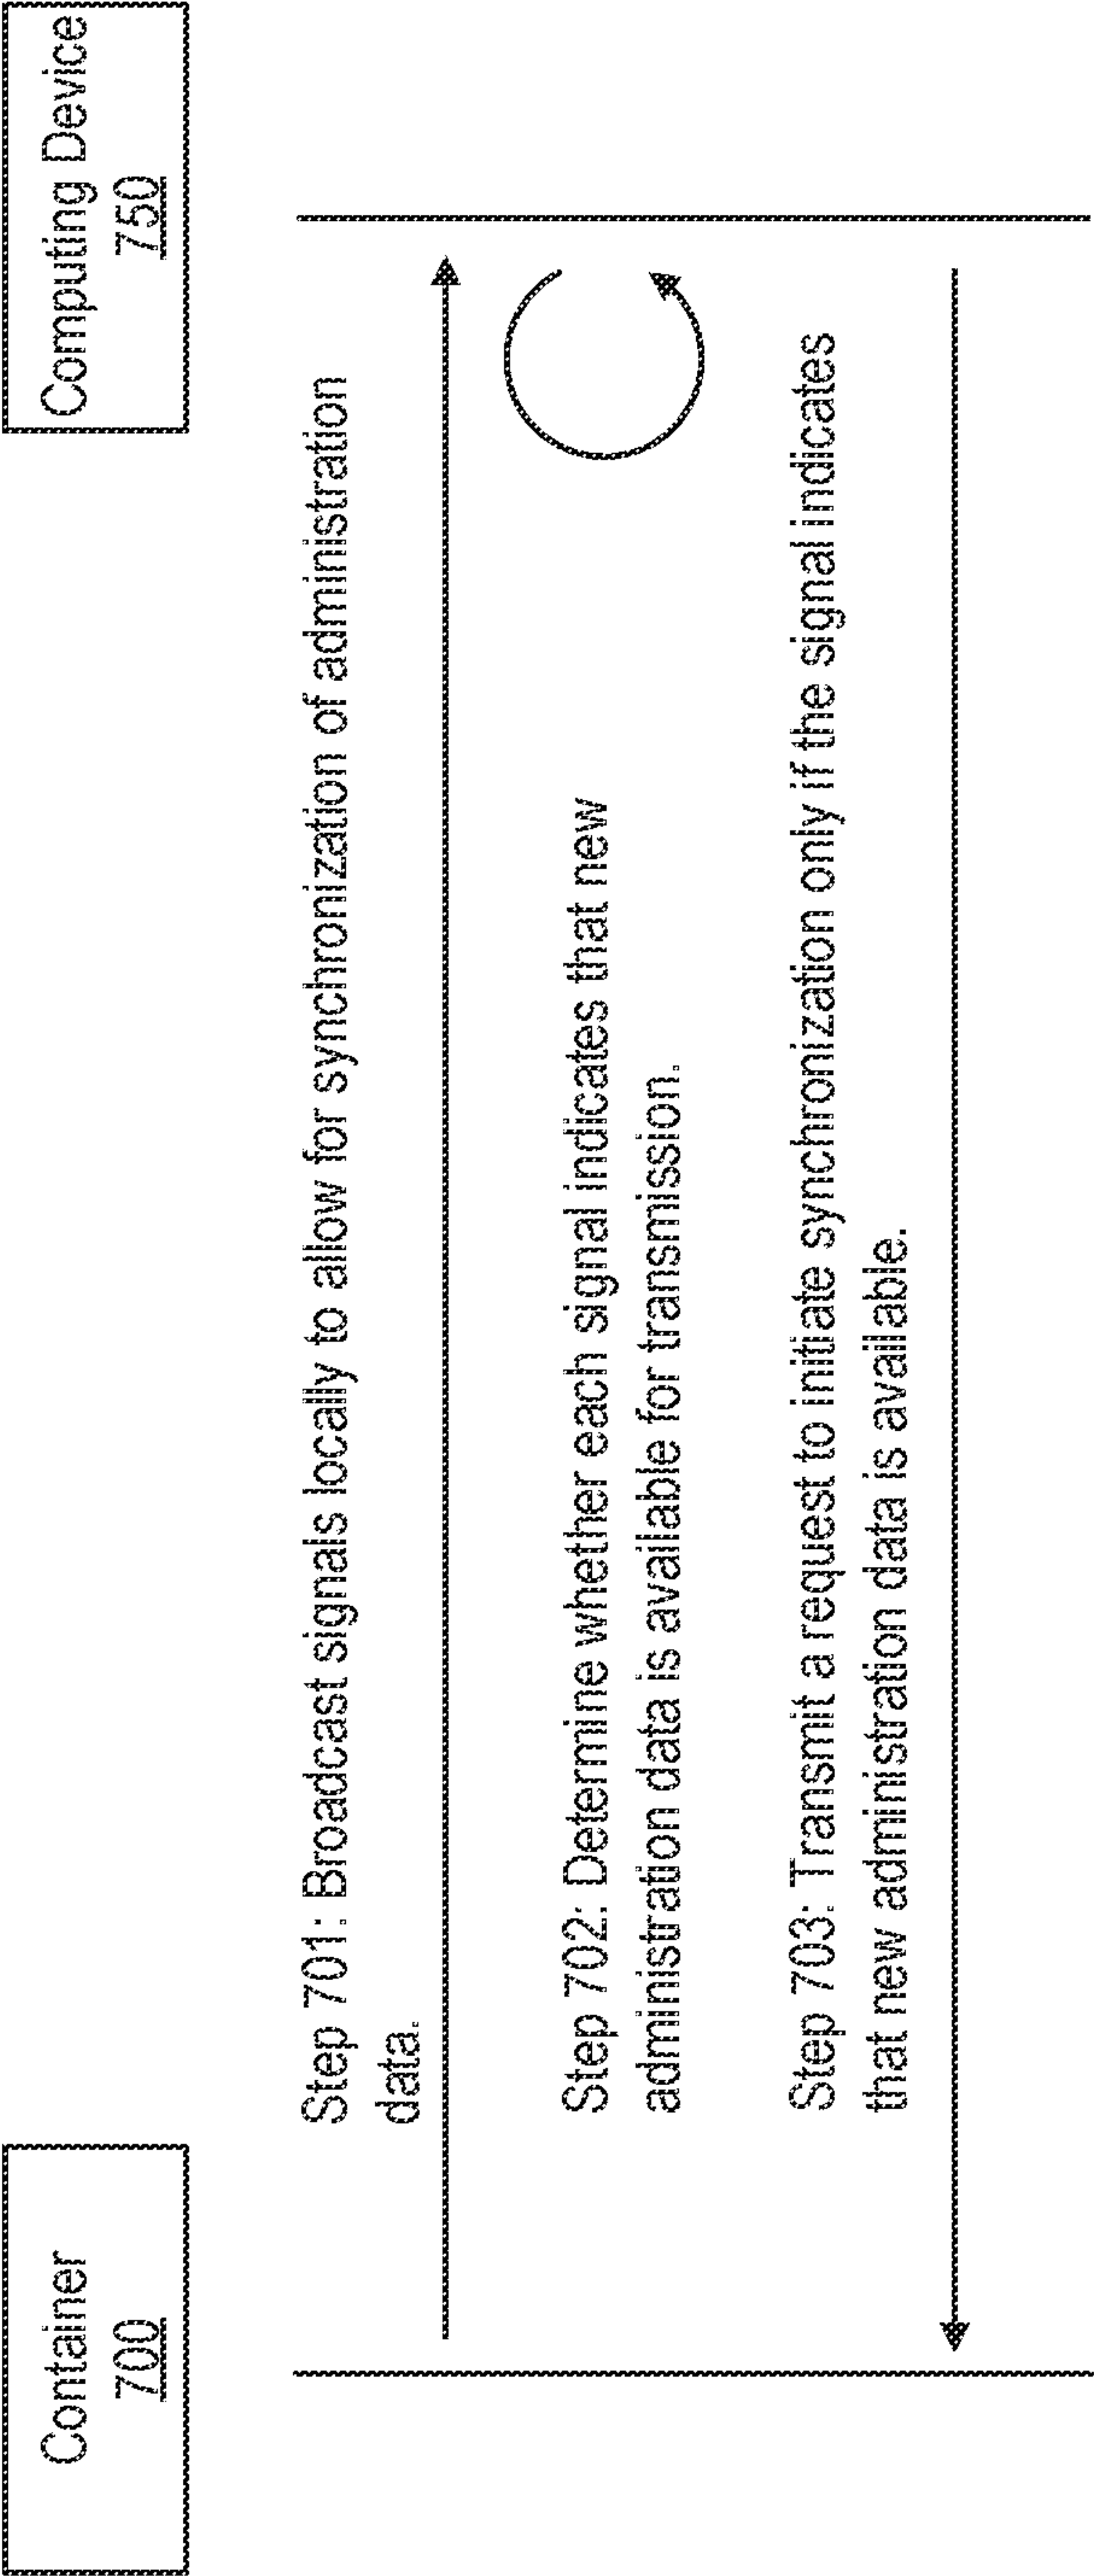 Container
700
Computing Device
750
Step 701: Broadcast signals locally to allow for synchronization of administration
data.
Step 702: Determine whether each signal indicates that new
administration data is available for transmission.
Step 703: Transmit a request to initiate synchronization only if the signal indicates
that new administration data is available.